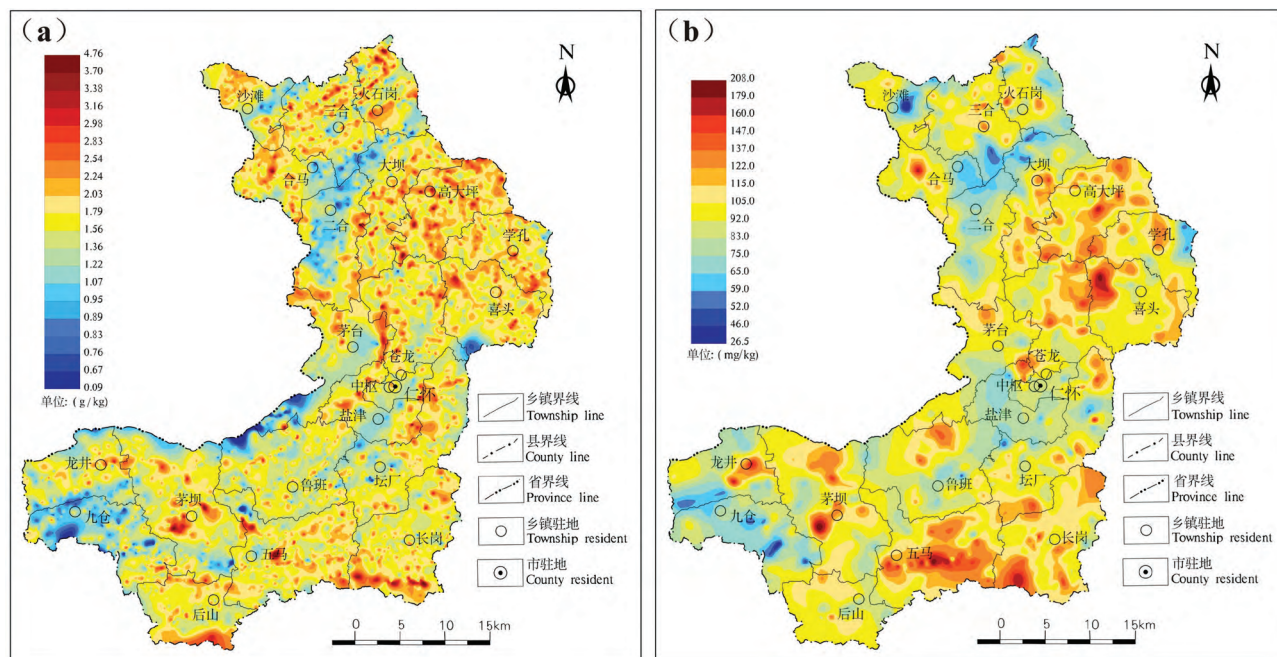 (a)
4.76
3.70
3.38
3.16
2.98
2.83
2.54
2.24
2.03
1.79
1.56
1.36
1.22
1.07
0.95
0.89
0.83
0.76
0.67
0.09
单位: (g/kg)
N
沙滩
火石岗
三合
合马
大坝
高大坪
二合
学孔
喜头
茅台
苍龙
中枢
仁怀
盐津
龙井
鲁班
坛厂
九仓
茅坝
五马
长岗
后山
乡镇界线
Township line
县界线
County line
省界线
Province line
乡镇驻地
Township resident
市驻地
County resident
0 5 10 15km
(b)
208.0
179.0
160.0
147.0
137.0
122.0
115.0
105.0
92.0
83.0
75.0
65.0
59.0
52.0
46.0
26.5
单位: (mg/kg)
N
沙滩
火石岗
三合
合马
大坝
高大坪
二合
学孔
喜头
茅台
苍龙
中枢
仁怀
盐津
龙井
鲁班
坛厂
九仓
茅坝
五马
长岗
后山
乡镇界线
Township line
县界线
County line
省界线
Province line
乡镇驻地
Township resident
市驻地
County resident
0 5 10 15km